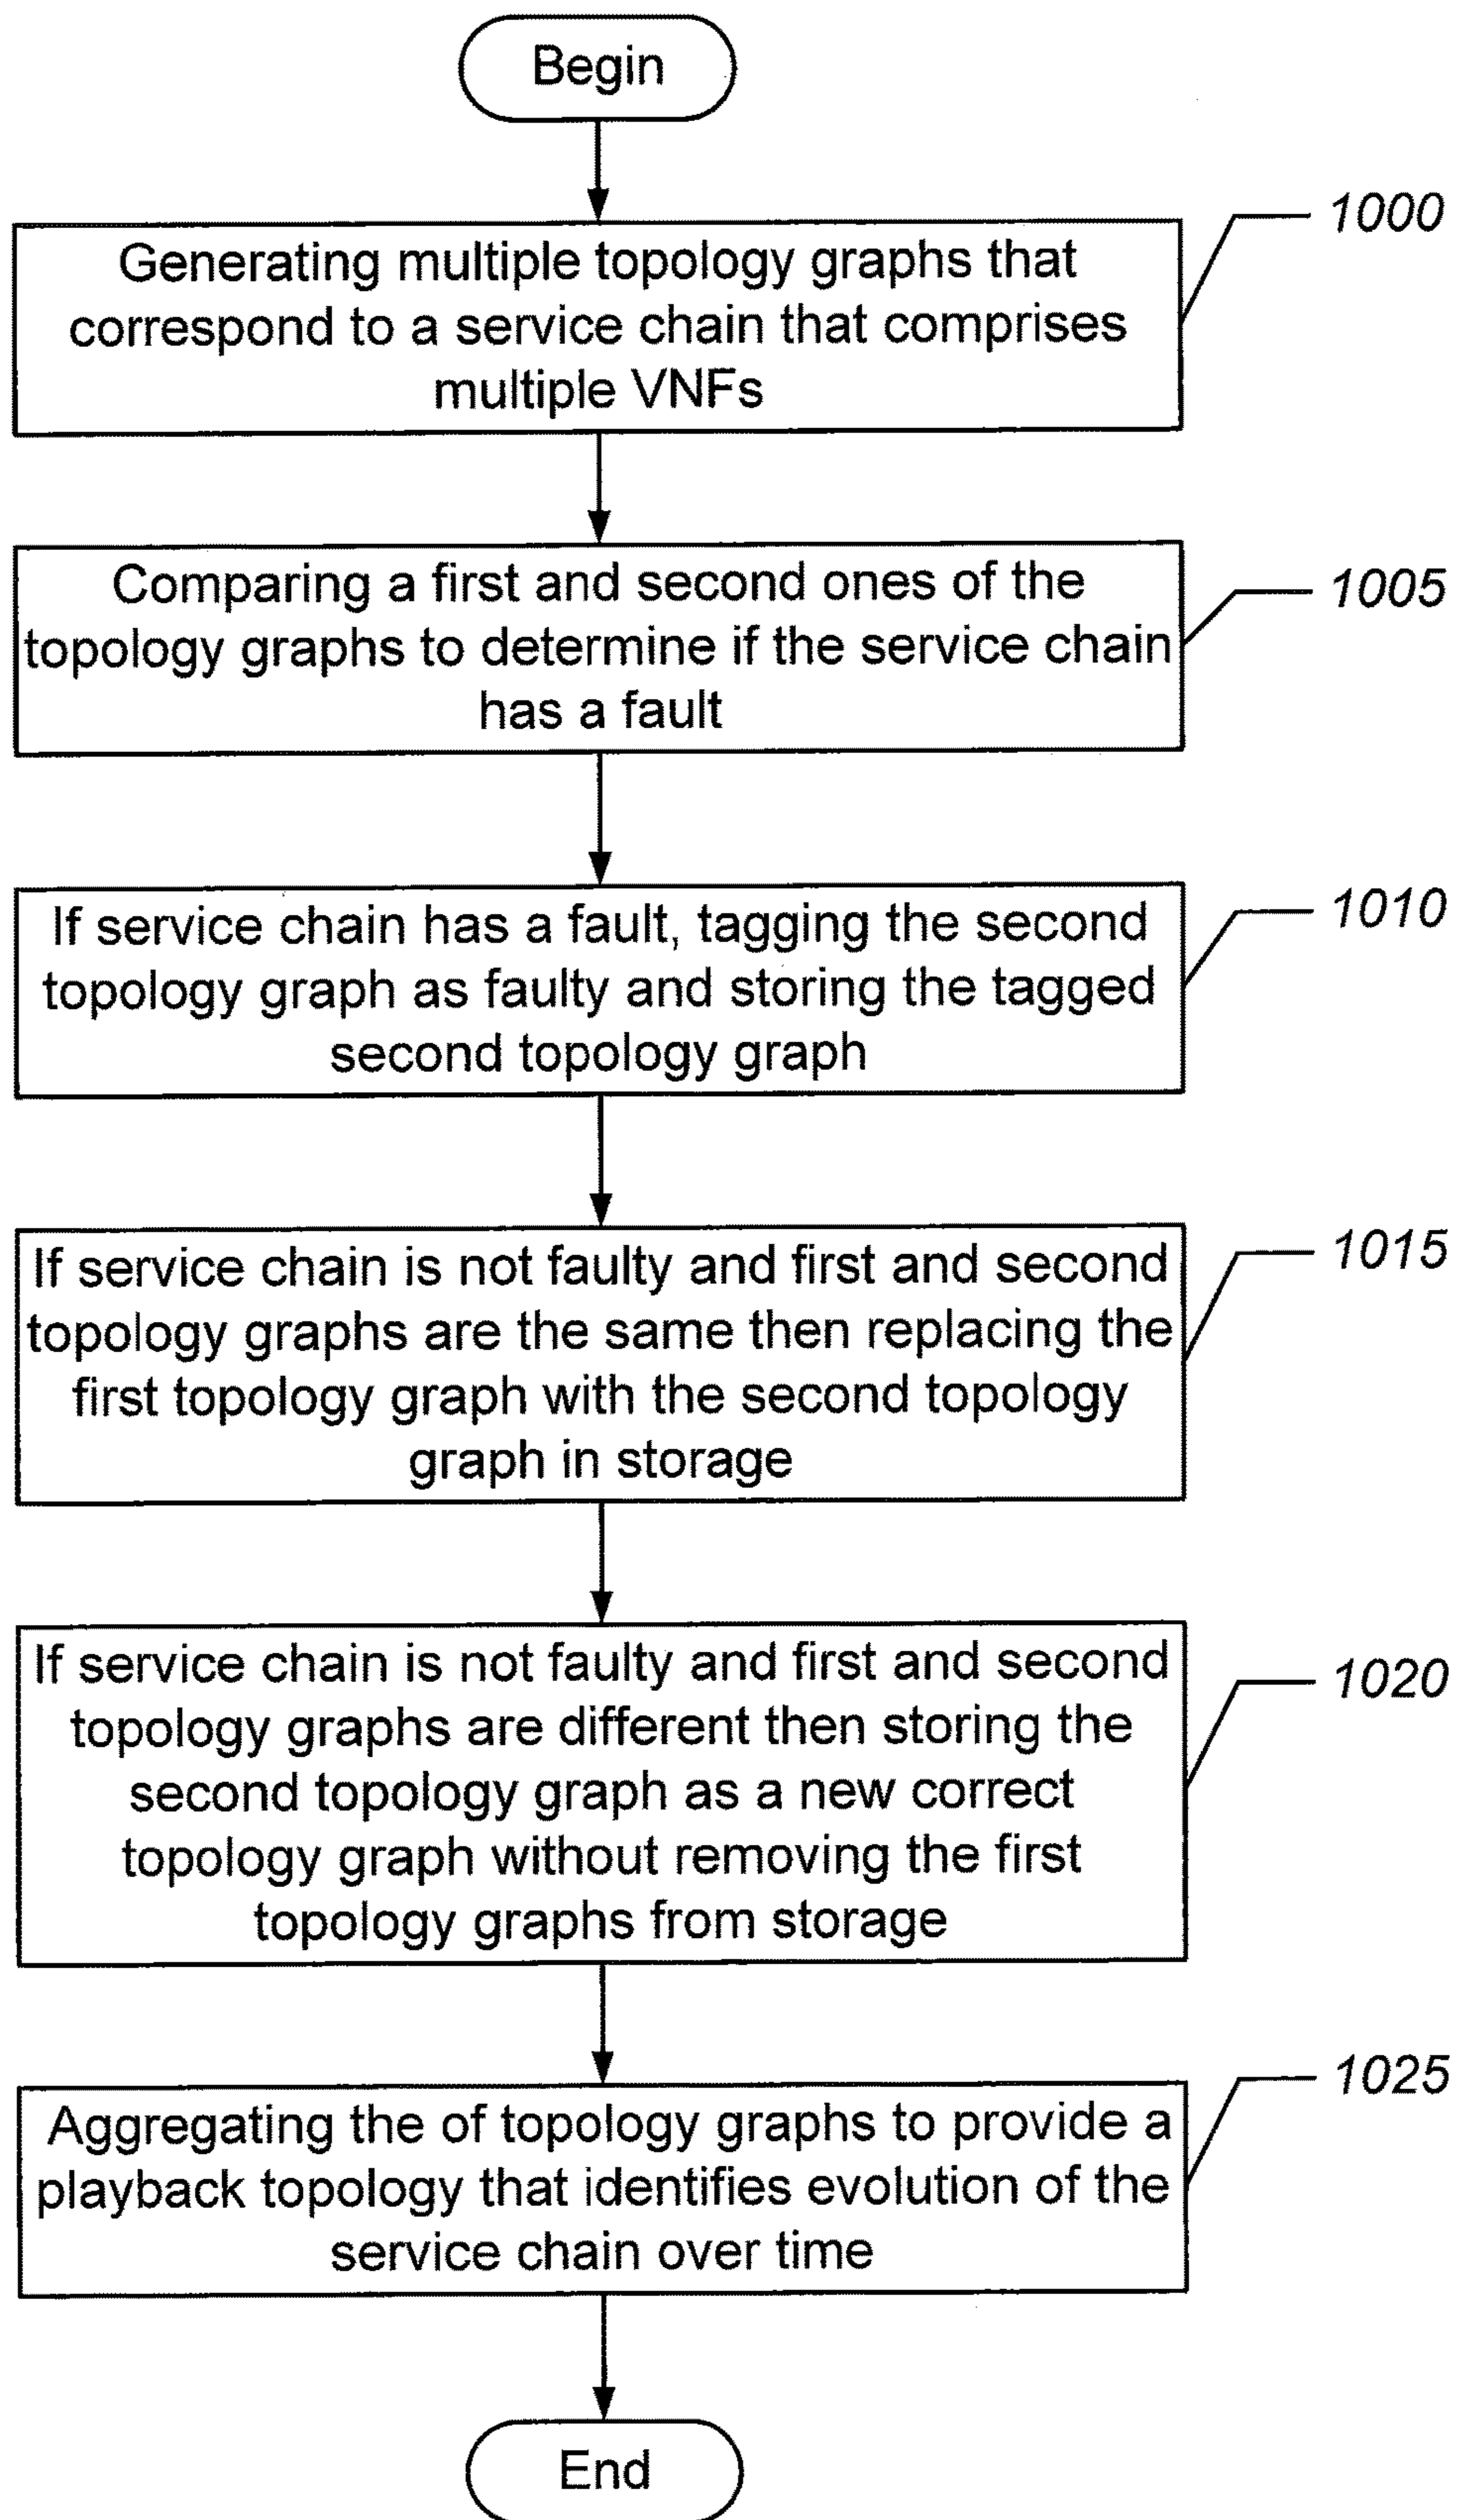 Begin
1000
Generating multiple topology graphs that
correspond to a service chain that comprises
multiple VNFs
1005
Comparing a first and second ones of the
topology graphs to determine if the service chain
has a fault
1010
If service chain has a fault, tagging the second
topology graph as faulty and storing the tagged
second topology graph
1015
If service chain is not faulty and first and second
topology graphs are the same then replacing the
first topology graph with the second topology
graph in storage
1020
If service chain is not faulty and first and second
topology graphs are different then storing the
second topology graph as a new correct
topology graph without removing the first
topology graphs from storage
1025
Aggregating the of topology graphs to provide a
playback topology that identifies evolution of the
service chain over time
End